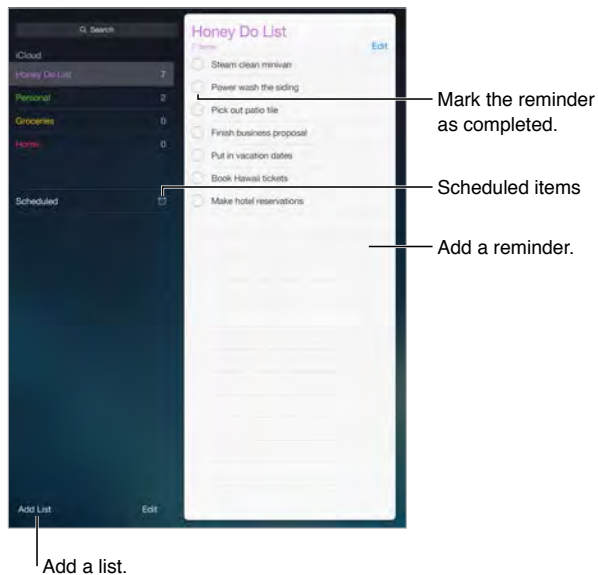 Search
iCloud
Honey Do List 7
Personal 2
Groceries 0
Home 0
Scheduled
Add List Edit
Honey Do List
7 items
Edit
Steam clean minivan
Power wash the siding
Pick out patio tile
Finish business proposal
Put in vacation dates
Book Hawaii tickets
Make hotel reservations
Mark the reminder
as completed.
Scheduled items
Add a reminder.
Add a list.